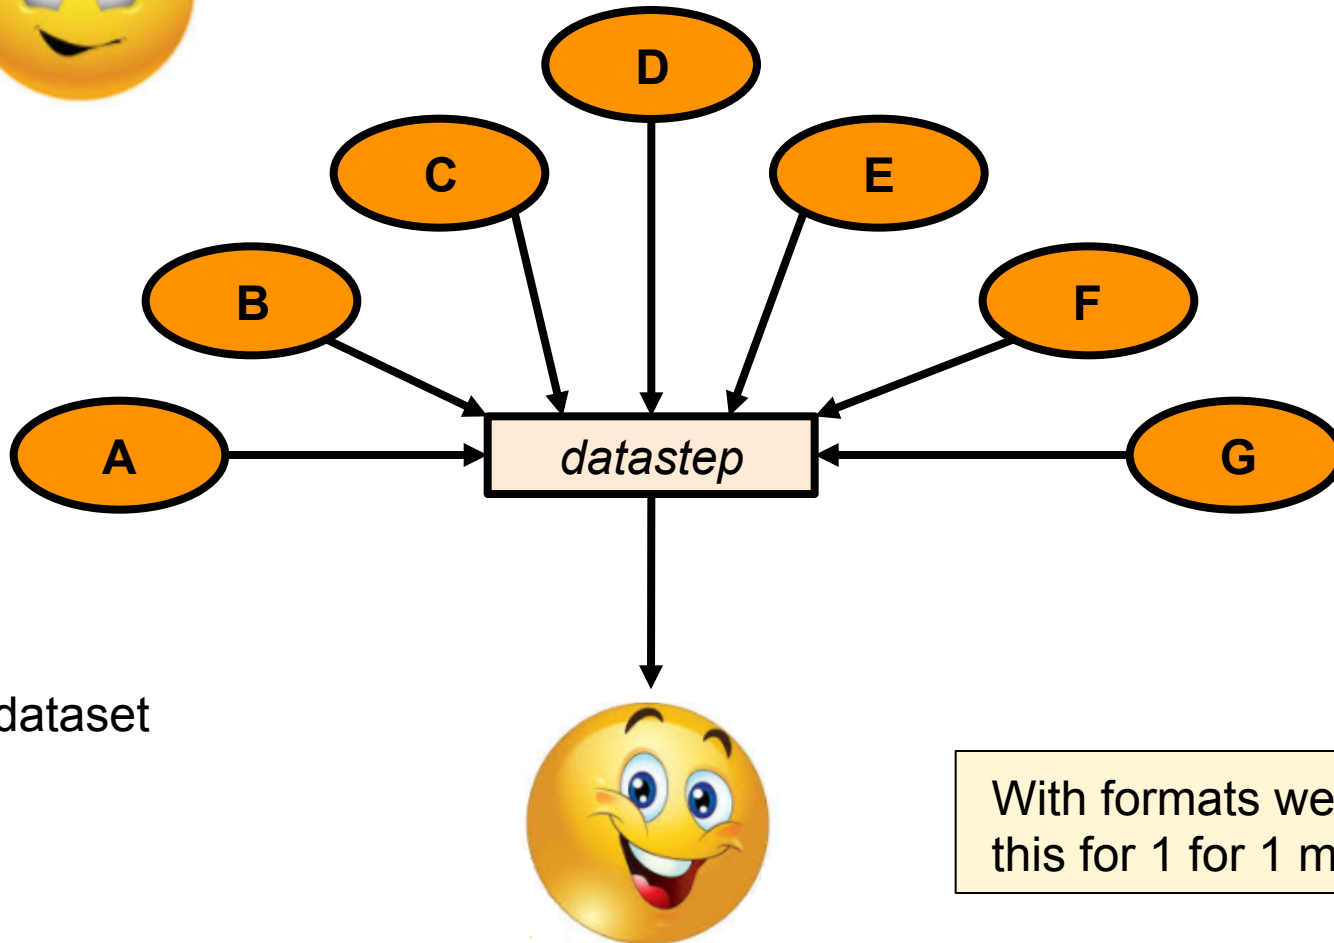 D
C
E
B
F
A
datastep
G
dataset
With formats we
this for 1 for 1 m